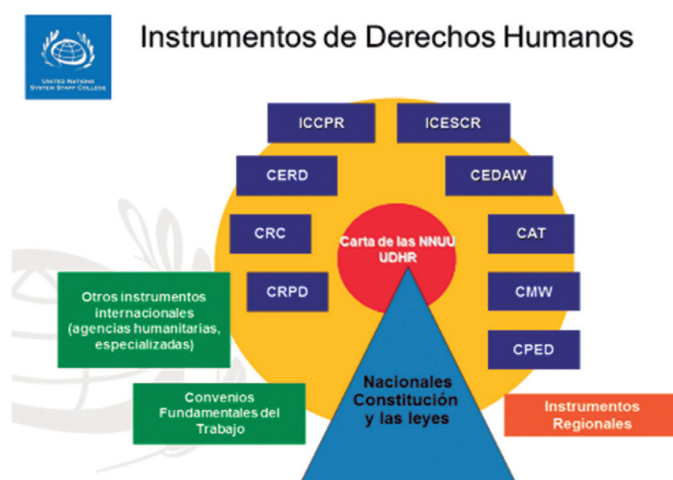 Instrumentos de Derechos Humanos
UNITED NATIONS
SYSTEM STAFF COLLEGE
ICCPR
ICESCR
CERD
CEDAW
CRC
Carta de las NNUU
UDHR
CAT
CRPD
CMW
Otros instrumentos
internacionales
(agencias humanitarias,
especializadas)
CPED
Nacionales
Constitución
y las leyes
Convenios
Fundamentales del
Trabajo
Instrumentos
Regionales